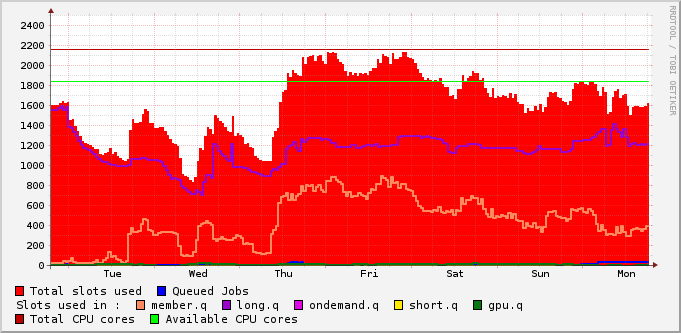 RRDTOOL / TOBI OETIKER
2400
2200
2000
1800
1600
1400
1200
1000
800
600
400
200
0
Tue Wed Thu Fri Sat Sun Mon
Total slots used Queued Jobs
Slots used in : member.q long.q ondemand.q short.q gpu.q
Total CPU cores Available CPU cores